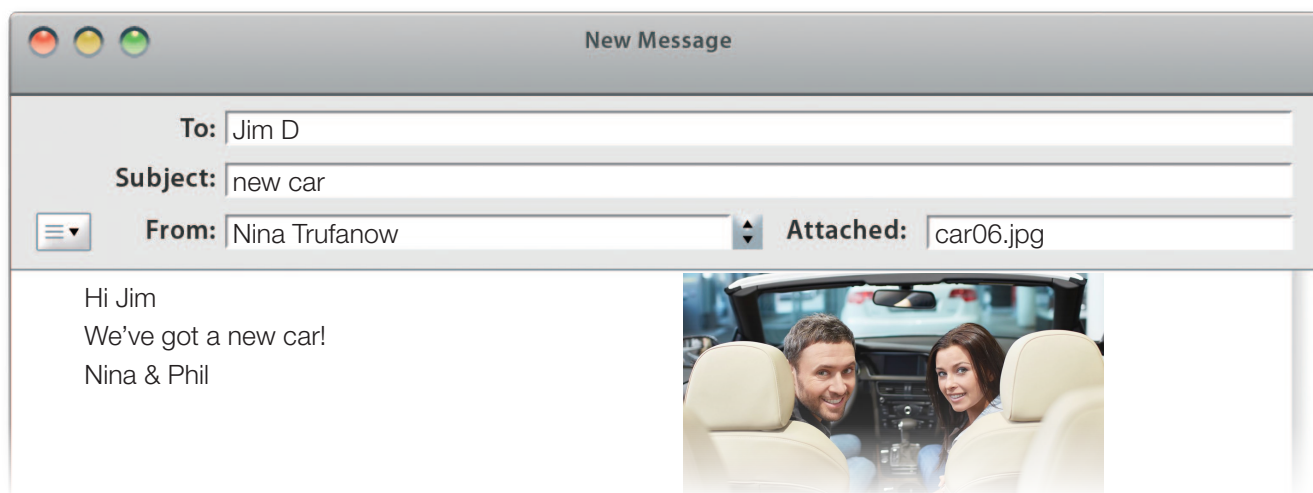 New Message
To: Jim D
Subject: new car
From: Nina Trufanow Attached: car06.jpg
Hi Jim
We've got a new car!
Nina & Phil